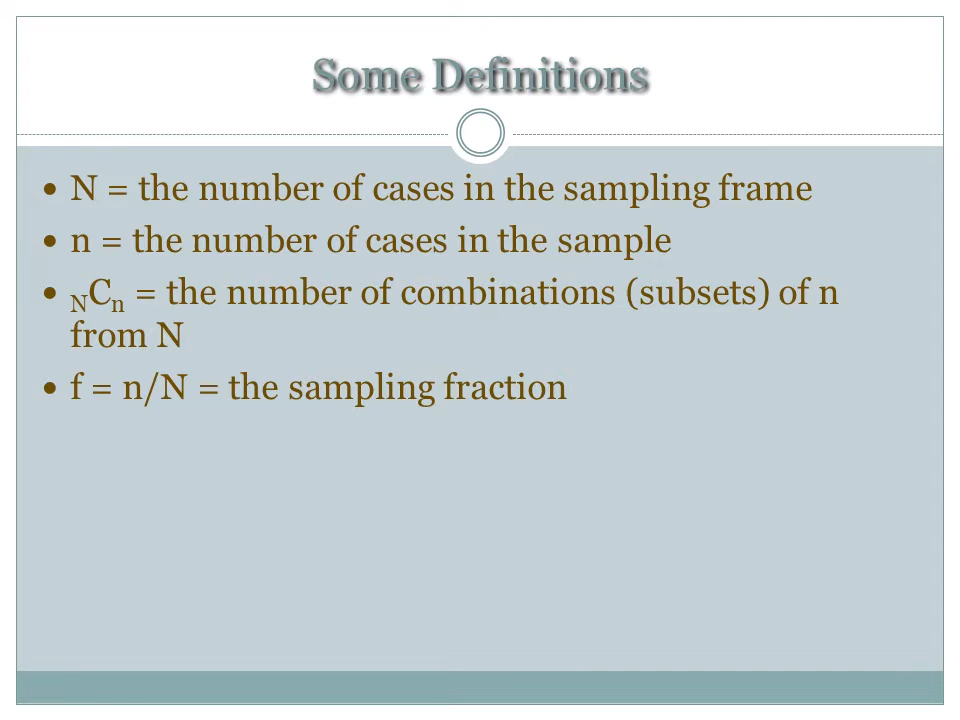 Some Definitions
• N = the number of cases in the sampling frame
• n = the number of cases in the sample
• NCn = the number of combinations (subsets) of n
from N
• f = n/N = the sampling fraction